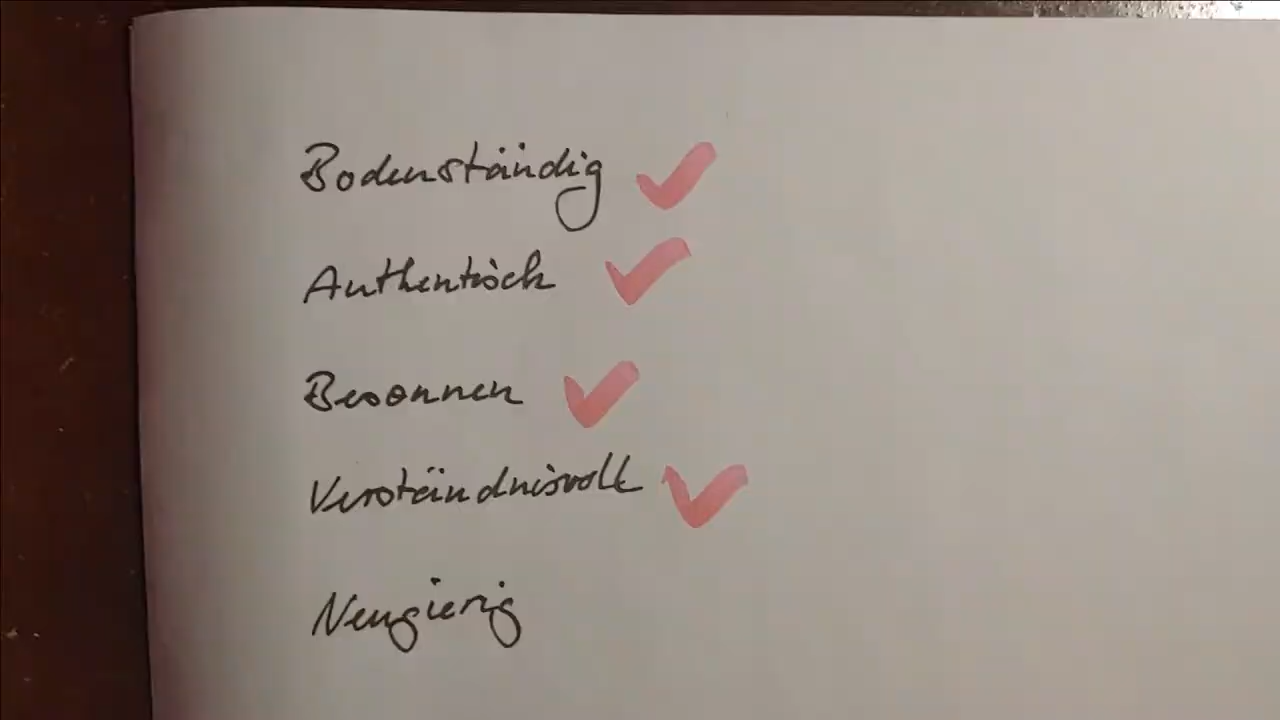 Bodenständig
Authentisch
Besonnen
Verständnisvoll
Neugierig